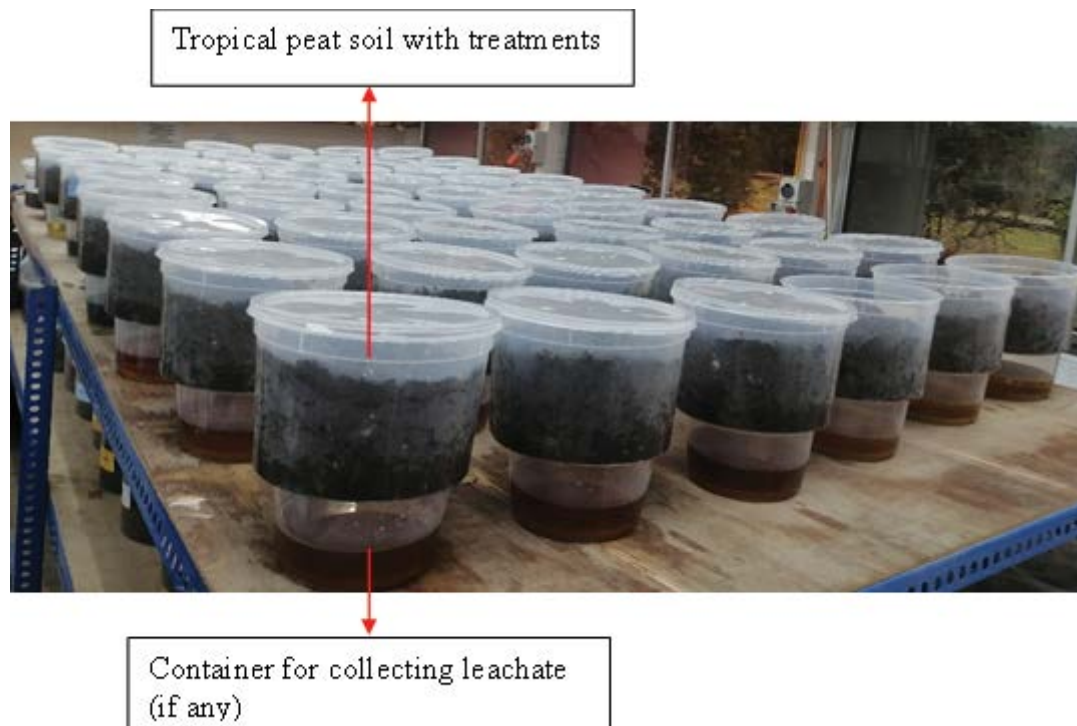 Tropical peat soil with treatments
Container for collecting leachate
(if any)